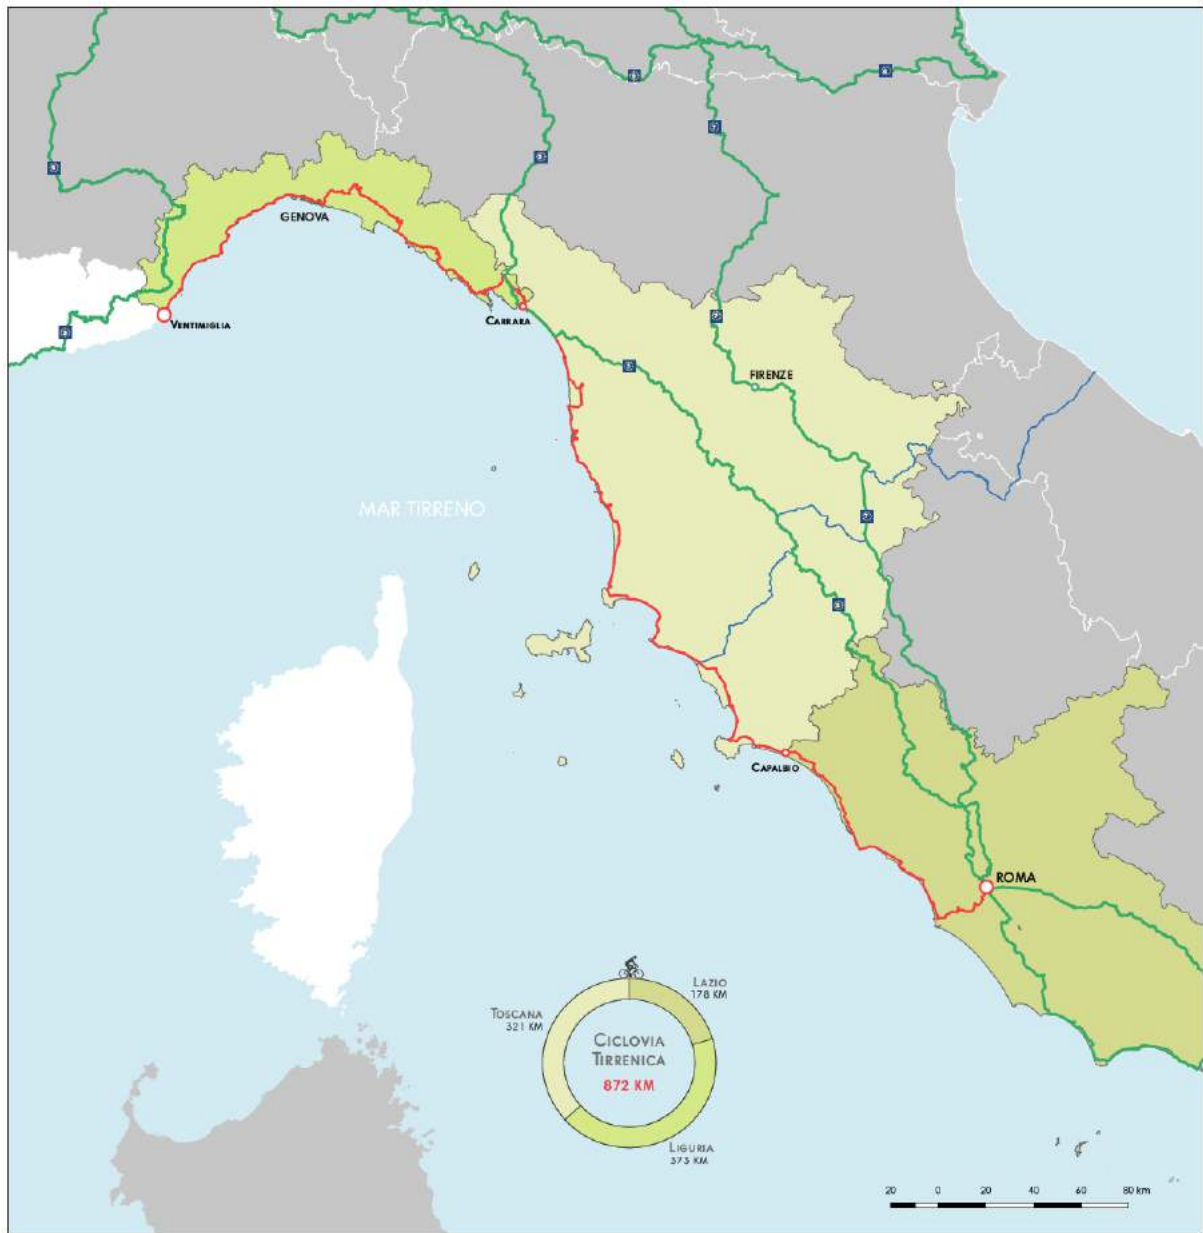 GENOVA
VENTIMIGLIA
CARRARA
FIRENZE
MAR TIRRENO
CAPALBIO
ROMA
LAZIO
178 KM
TOSCANA
321 KM
CICLOVIA
TIRRENICA
872 KM
LIGURIA
373 KM
20 0 20 40 60 80 km